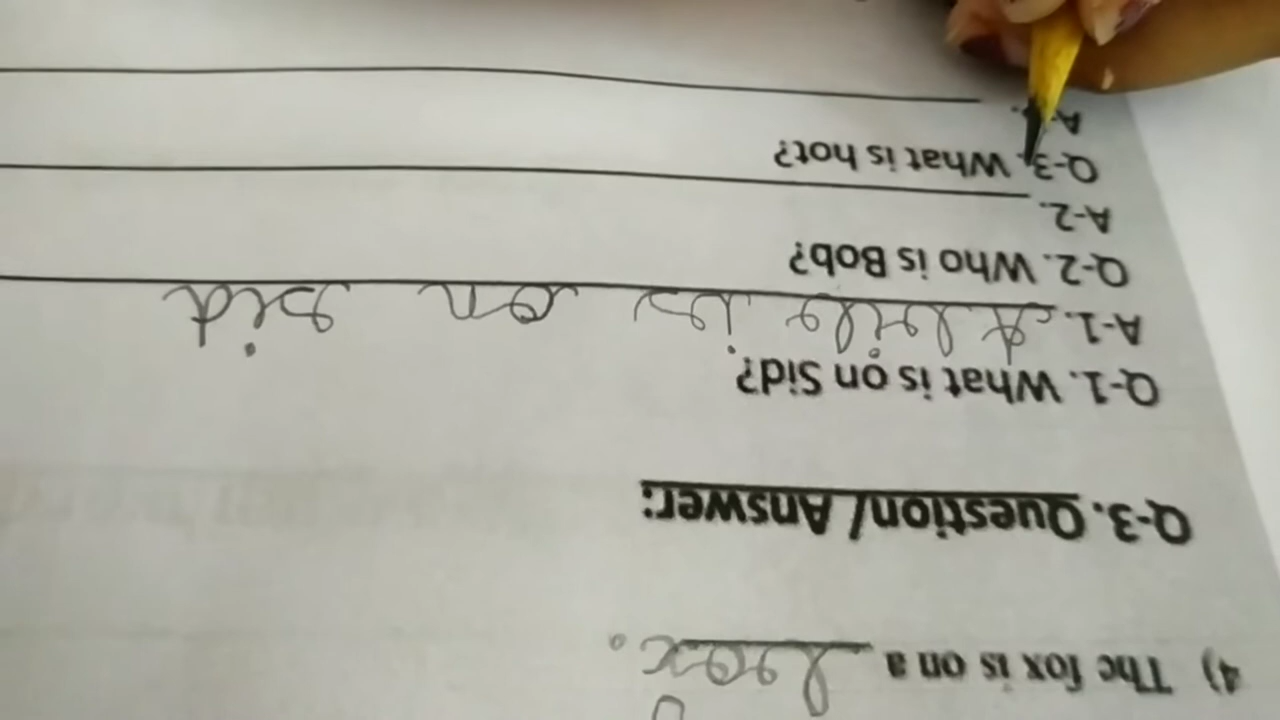 4) The fox is on a box.
Q-3. Question/Answer:
Q-1. What is on Sid?
A-1. A bib is on sid
Q-2. Who is Bob?
A-2.
Q-3. What is hot?